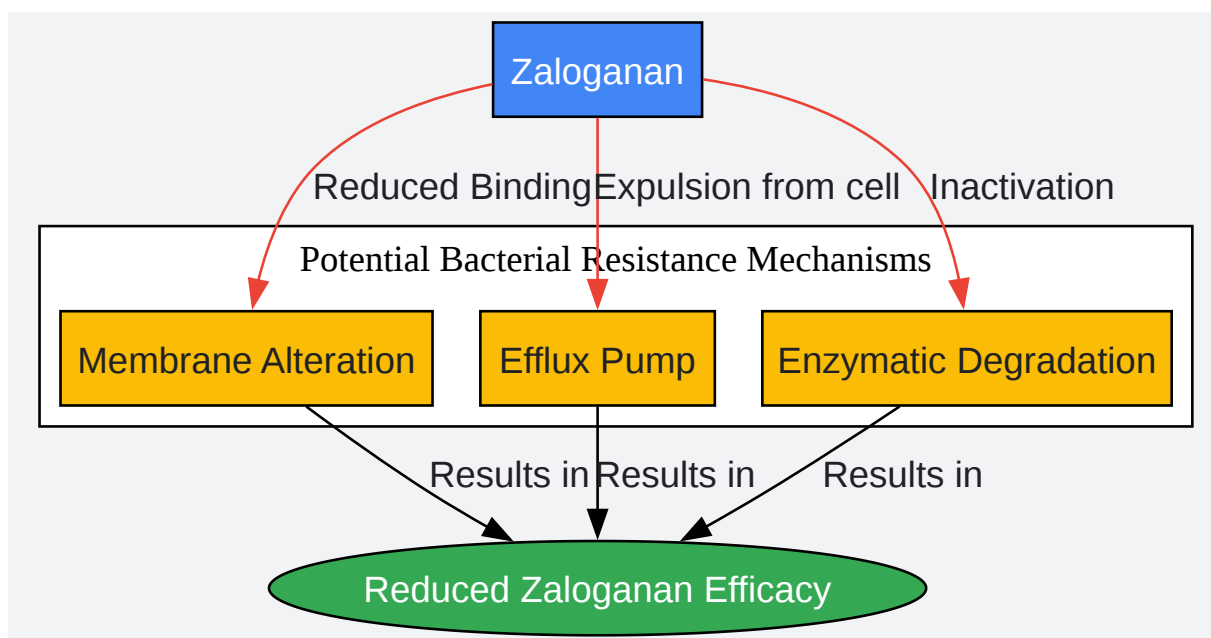 Zaloganan
Reduced Binding
Expulsion from cell
Inactivation
Potential Bacterial Resistance Mechanisms
Membrane Alteration
Efflux Pump
Enzymatic Degradation
Results in
Results in
Results in
Reduced Zaloganan Efficacy